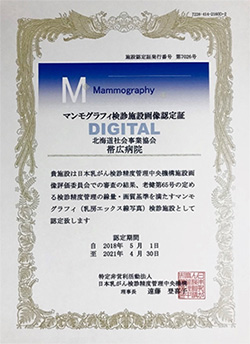 施設認定証発行番号 第7026号
M Mammography
マンモグラフィ検診施設画像認定証
DIGITAL
北海道社会事業協会
帯広病院
貴施設は日本乳がん検診精度管理中央機構施設画
像評価委員会での審査の結果、老健第65号の定め
る検診精度管理の線量・画質基準を満たすマンモ
グラフィ（乳房エックス線写真）検診施設として
認定致します
認定期間
自 2018年 5月 1日
至 2021年 4月 30日
特定非営利活動法人
日本乳がん検診精度管理中央機構
理事長 遠藤 登喜子